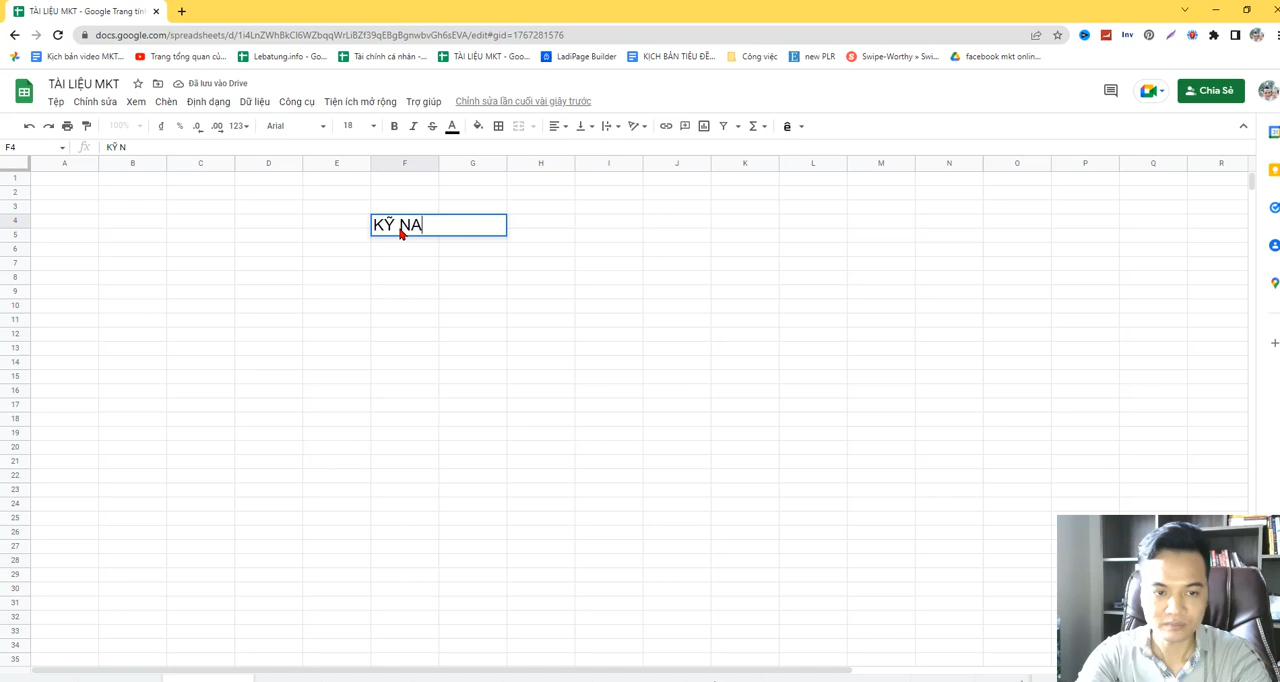 TÀI LIỆU MKT - Google Trang tín
docs.google.com/spreadsheets/d/1i4LnZWhBkCl6WZbqqWrLiBZf39qEBgBgnwbvGh6sEVA/edit#gid=1767281576
Kịch bản video MKT...
Trang tổng quan củ...
Lebatung.info - Go...
Tài chính cá nhân -...
TÀI LIỆU MKT - Goo...
LadiPage Builder
KỊCH BẢN TIÊU ĐỀ...
Công việc
new PLR
Swipe-Worthy » Swi...
facebook mkt onlin...
TÀI LIỆU MKT
Đã lưu vào Drive
Tệp Chỉnh sửa Xem Chèn Định dạng Dữ liệu Công cụ Tiện ích mở rộng Trợ giúp Chỉnh sửa lần cuối vài giây trước
Chia Sẻ
100% đ % .0 .00 123 Arial 18 B I S A
F4 fx KỸ N
A B C D E F G H I J K L M N O P Q R
1
2
3
4 KỸ NA
5
6
7
8
9
10
11
12
13
14
15
16
17
18
19
20
21
22
23
24
25
26
27
28
29
30
31
32
33
34
35